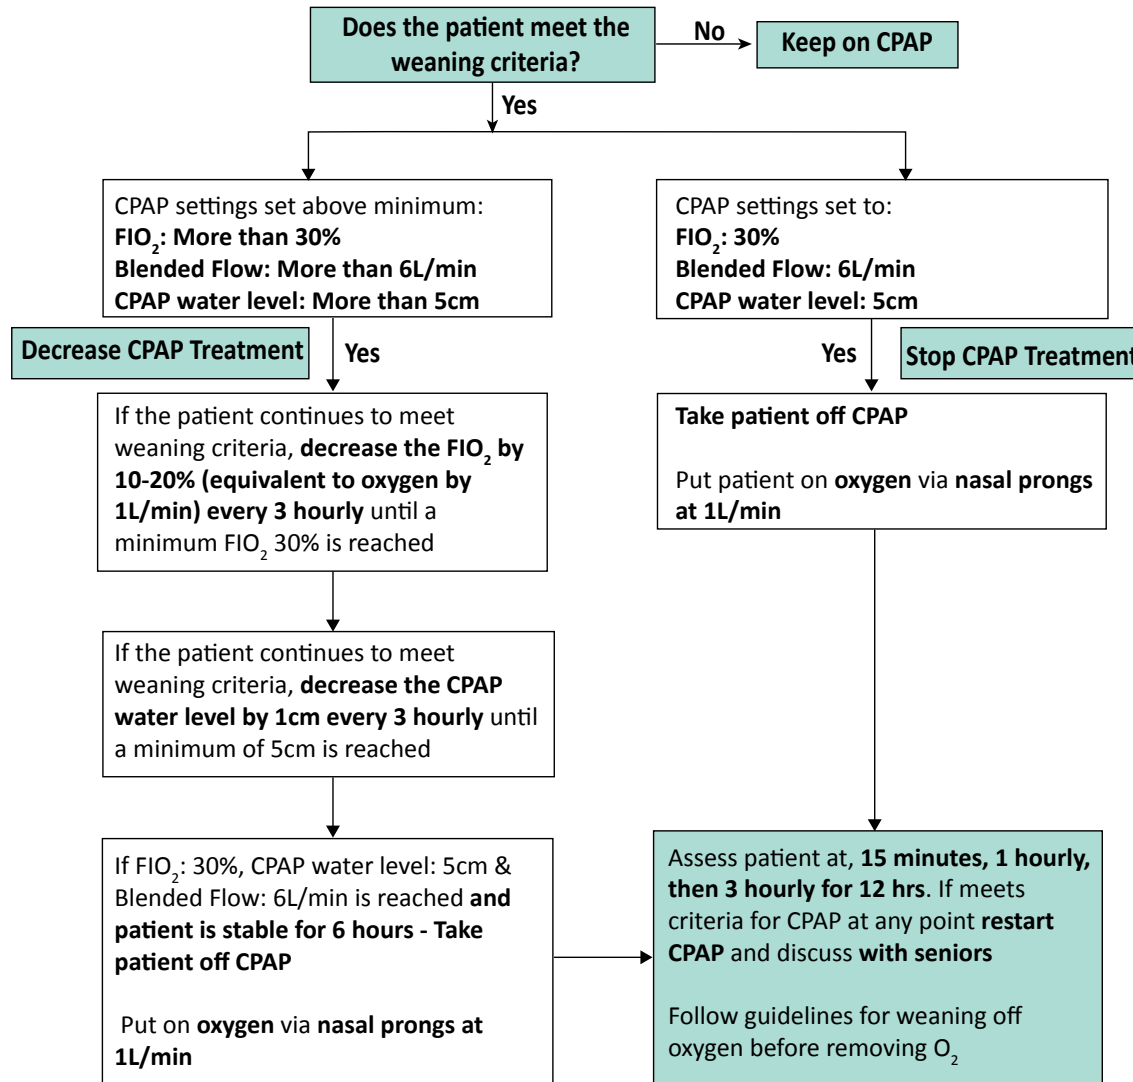 Does the patient meet the
weaning criteria?
No
Keep on CPAP
Yes
CPAP settings set above minimum:
FIO₂: More than 30%
Blended Flow: More than 6L/min
CPAP water level: More than 5cm
CPAP settings set to:
FIO₂: 30%
Blended Flow: 6L/min
CPAP water level: 5cm
Decrease CPAP Treatment
Yes
Yes
Stop CPAP Treatment
If the patient continues to meet
weaning criteria, decrease the FIO₂ by
10-20% (equivalent to oxygen by
1L/min) every 3 hourly until a
minimum FIO₂ 30% is reached
Take patient off CPAP
Put patient on oxygen via nasal prongs
at 1L/min
If the patient continues to meet
weaning criteria, decrease the CPAP
water level by 1cm every 3 hourly until
a minimum of 5cm is reached
If FIO₂: 30%, CPAP water level: 5cm &
Blended Flow: 6L/min is reached and
patient is stable for 6 hours - Take
patient off CPAP
Put on oxygen via nasal prongs at
1L/min
Assess patient at, 15 minutes, 1 hourly,
then 3 hourly for 12 hrs. If meets
criteria for CPAP at any point restart
CPAP and discuss with seniors
Follow guidelines for weaning off
oxygen before removing O₂